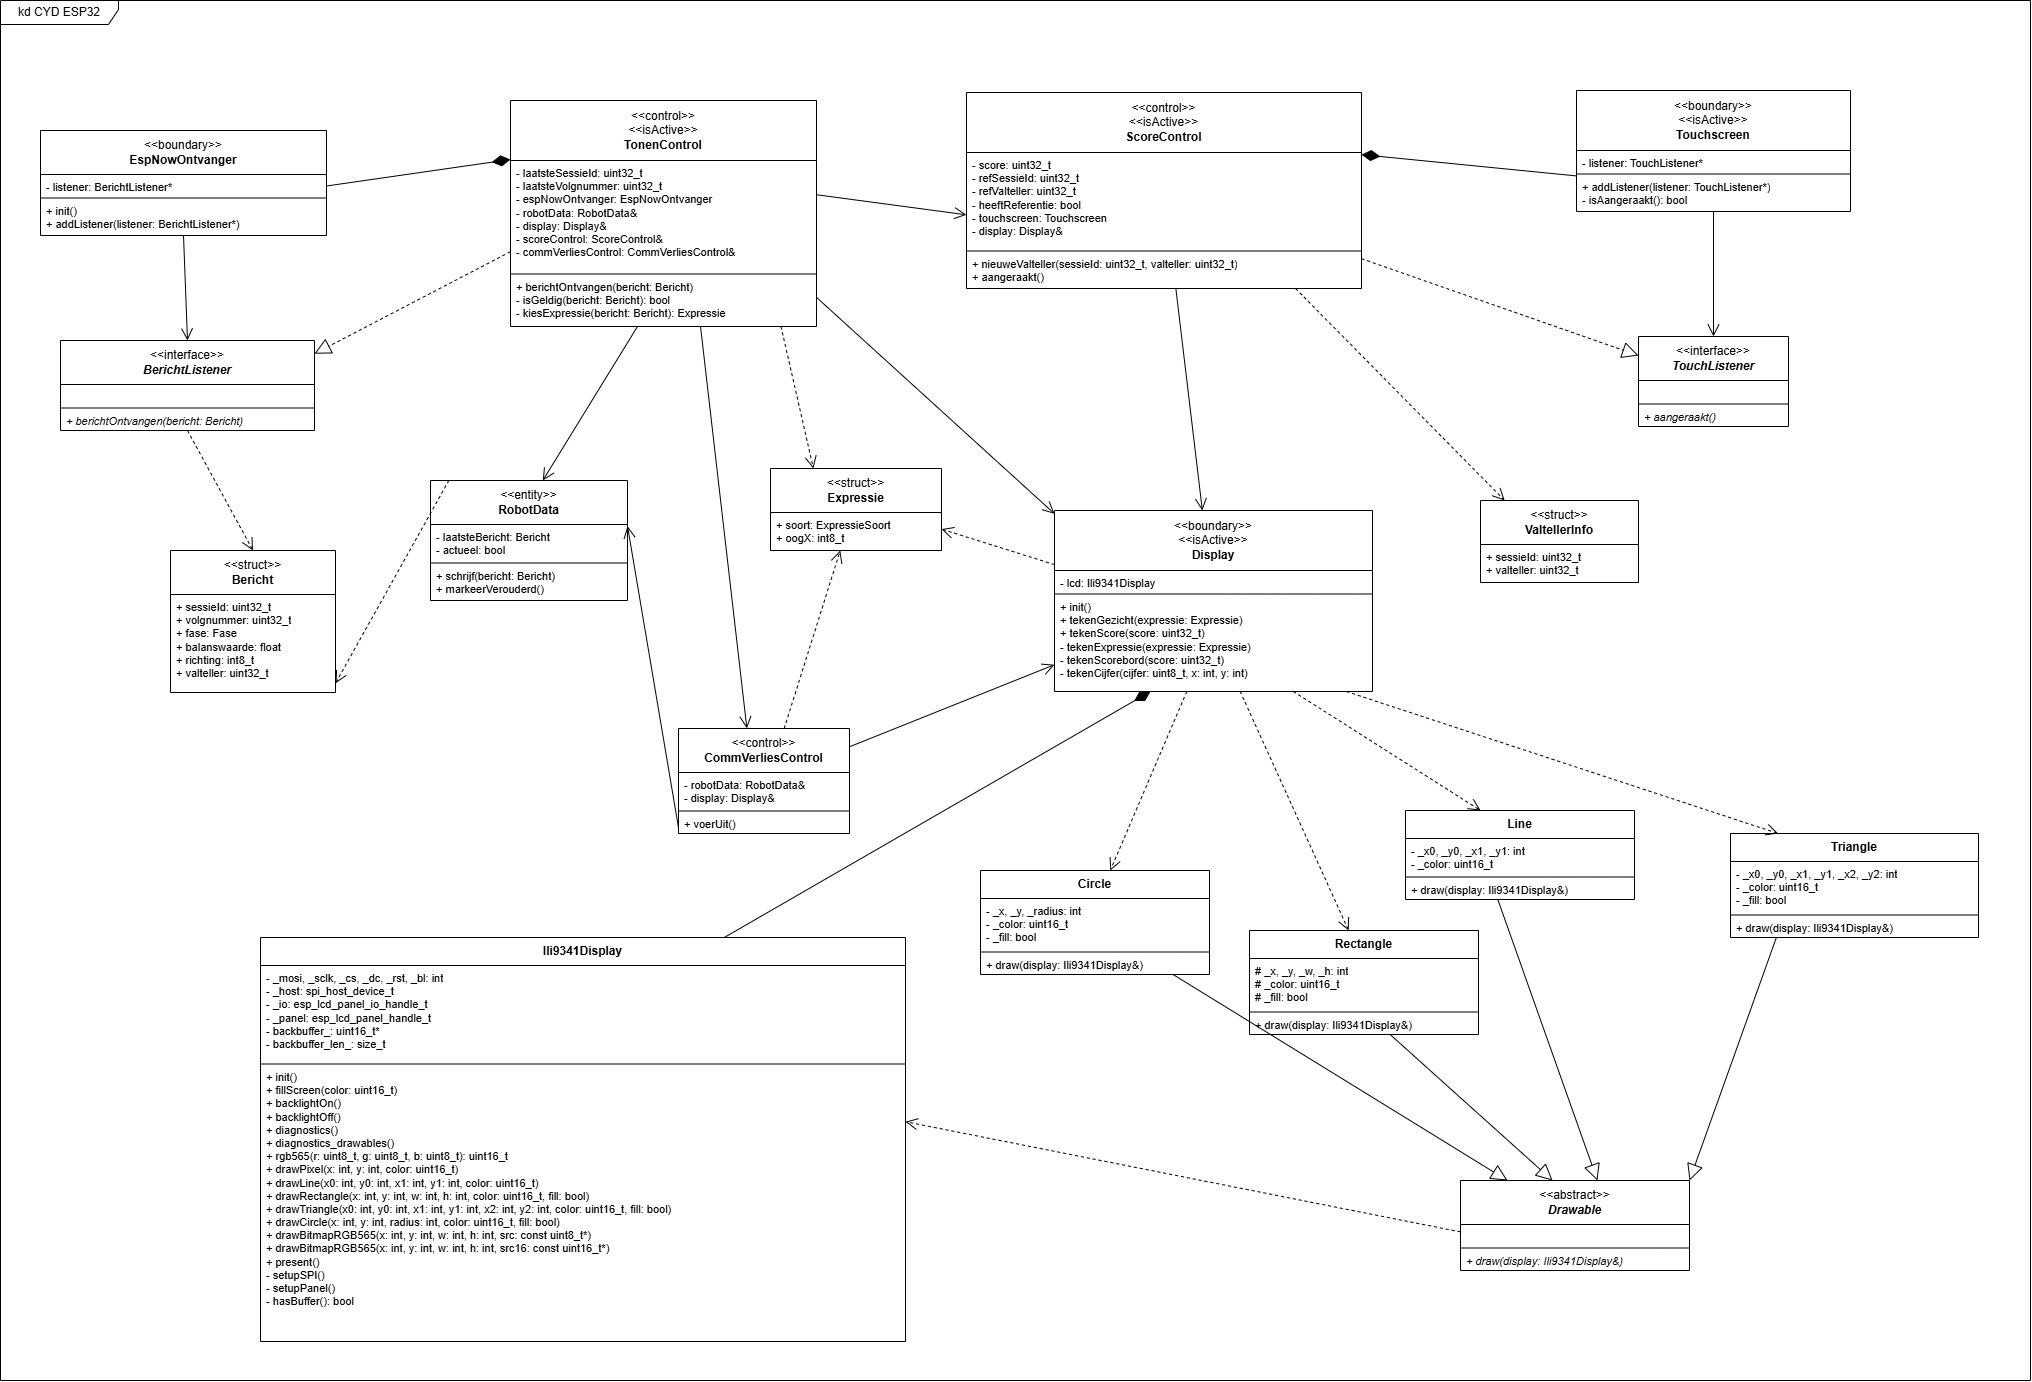 kd CYD ESP32
<<boundary>>
EspNowOntvanger
- listener: BerichtListener*
+ init()
+ addListener(listener: BerichtListener*)
<<control>>
<<isActive>>
TonenControl
- laatsteSessieId: uint32_t
- laatsteVolgnummer: uint32_t
- espNowOntvanger: EspNowOntvanger
- robotData: RobotData&
- display: Display&
- scoreControl: ScoreControl&
- commVerliesControl: CommVerliesControl&
+ berichtOntvangen(bericht: Bericht)
- isGeldig(bericht: Bericht): bool
- kiesExpressie(bericht: Bericht): Expressie
<<control>>
<<isActive>>
ScoreControl
- score: uint32_t
- refSessieId: uint32_t
- refValteller: uint32_t
- heeftReferentie: bool
- touchscreen: Touchscreen
- display: Display&
+ nieuweValteller(sessieId: uint32_t, valteller: uint32_t)
+ aangeraakt()
<<boundary>>
<<isActive>>
Touchscreen
- listener: TouchListener*
+ addListener(listener: TouchListener*)
- isAangeraakt(): bool
<<interface>>
BerichtListener
+ berichtOntvangen(bericht: Bericht)
<<interface>>
TouchListener
+ aangeraakt()
<<struct>>
Bericht
+ sessieId: uint32_t
+ volgnummer: uint32_t
+ fase: Fase
+ balanswaarde: float
+ richting: int8_t
+ valteller: uint32_t
<<entity>>
RobotData
- laatsteBericht: Bericht
- actueel: bool
+ schrijf(bericht: Bericht)
+ markeerVerouderd()
<<struct>>
Expressie
+ soort: ExpressieSoort
+ oogX: int8_t
<<boundary>>
<<isActive>>
Display
- lcd: Ili9341Display
+ init()
+ tekenGezicht(expressie: Expressie)
+ tekenScore(score: uint32_t)
- tekenExpressie(expressie: Expressie)
- tekenScorebord(score: uint32_t)
- tekenCijfer(cijfer: uint8_t, x: int, y: int)
<<struct>>
ValtellerInfo
+ sessieId: uint32_t
+ valteller: uint32_t
<<control>>
CommVerliesControl
- robotData: RobotData&
- display: Display&
+ voerUit()
Circle
- _x, _y, _radius: int
- _color: uint16_t
- _fill: bool
+ draw(display: Ili9341Display&)
Rectangle
# _x, _y, _w, _h: int
# _color: uint16_t
# _fill: bool
+ draw(display: Ili9341Display&)
Line
- _x0, _y0, _x1, _y1: int
- _color: uint16_t
+ draw(display: Ili9341Display&)
Triangle
- _x0, _y0, _x1, _y1, _x2, _y2: int
- _color: uint16_t
- _fill: bool
+ draw(display: Ili9341Display&)
Ili9341Display
- _mosi, _sclk, _cs, _dc, _rst, _bl: int
- _host: spi_host_device_t
- _io: esp_lcd_panel_io_handle_t
- _panel: esp_lcd_panel_handle_t
- backbuffer_: uint16_t*
- backbuffer_len_: size_t
+ init()
+ fillScreen(color: uint16_t)
+ backlightOn()
+ backlightOff()
+ diagnostics()
+ diagnostics_drawables()
+ rgb565(r: uint8_t, g: uint8_t, b: uint8_t): uint16_t
+ drawPixel(x: int, y: int, color: uint16_t)
+ drawLine(x0: int, y0: int, x1: int, y1: int, color: uint16_t)
+ drawRectangle(x: int, y: int, w: int, h: int, color: uint16_t, fill: bool)
+ drawTriangle(x0: int, y0: int, x1: int, y1: int, x2: int, y2: int, color: uint16_t, fill: bool)
+ drawCircle(x: int, y: int, radius: int, color: uint16_t, fill: bool)
+ drawBitmapRGB565(x: int, y: int, w: int, h: int, src: const uint8_t*)
+ drawBitmapRGB565(x: int, y: int, w: int, h: int, src16: const uint16_t*)
+ present()
- setupSPI()
- setupPanel()
- hasBuffer(): bool
<<abstract>>
Drawable
+ draw(display: Ili9341Display&)